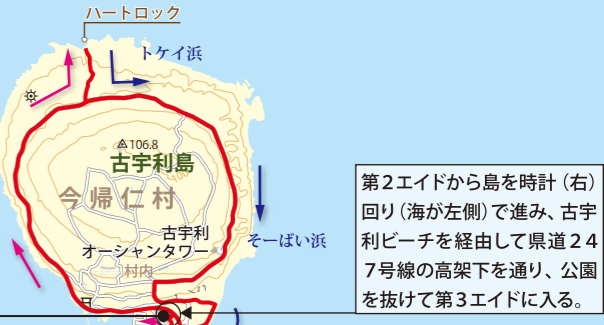 ハートロック
トケイ浜
106.8
古宇利島
今帰仁村
古宇利
オーシャンタワー
そーばい浜
村内
第２エイドから島を時計（右）
回り（海が左側）で進み、古宇
利ビーチを経由して県道２４
７号線の高架下を通り、公園
を抜けて第３エイドに入る。